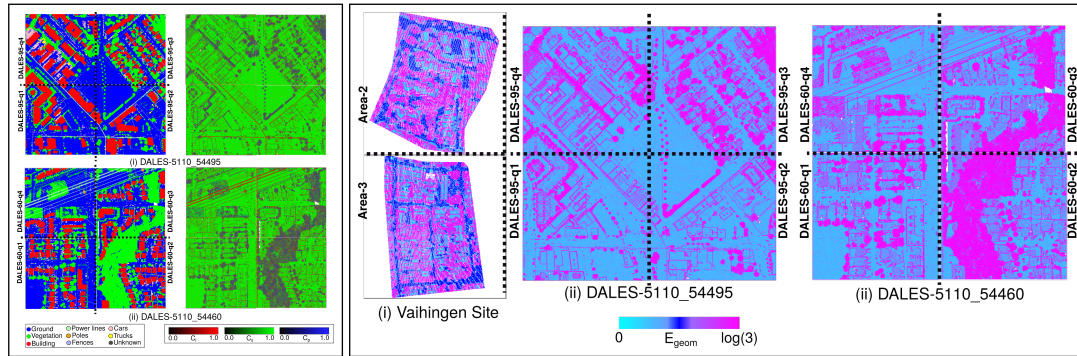 DALES-95-q4
DALES-95-q3
DALES-95-q1
DALES-95-q2
(i) DALES-5110_54495
DALES-60-q4
DALES-60-q3
DALES-60-q1
DALES-60-q2
(ii) DALES-5110_54460
Ground
Power lines
Cars
Vegetation
Poles
Trucks
Building
Fences
Unknown
0.0 Cl 1.0
0.0 Cs 1.0
0.0 Cp 1.0
Area-2
Area-3
(i) Vaihingen Site
DALES-95-q4
DALES-95-q3
DALES-95-q1
DALES-95-q2
(ii) DALES-5110_54495
DALES-60-q4
DALES-60-q3
DALES-60-q1
DALES-60-q2
(ii) DALES-5110_54460
0 Egeom log(3)